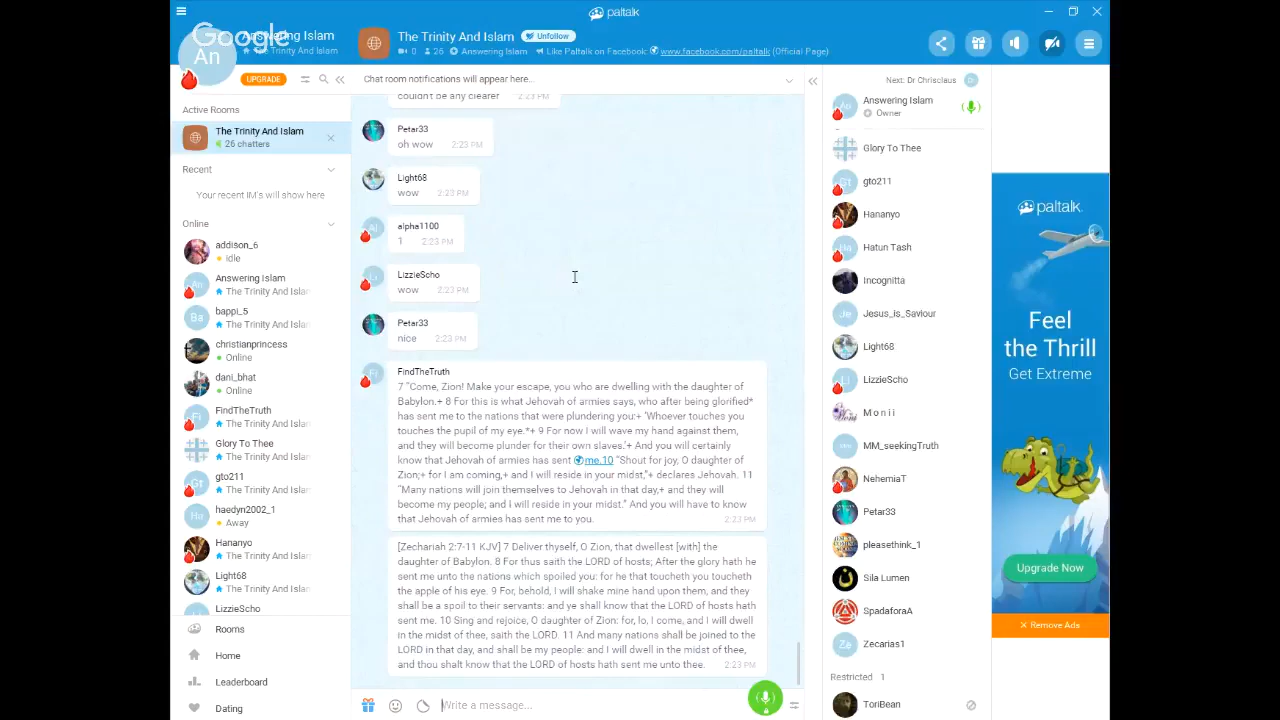 paltalk
Answering Islam
The Trinity And Islam
Google
An
The Trinity And Islam
Unfollow
0 26 Answering Islam Like Paltalk on Facebook: www.facebook.com/paltalk (Official Page)
UPGRADE
Chat room notifications will appear here...
Active Rooms
The Trinity And Islam
26 chatters
Recent
Your recent IM's will show here
Online
addison_6
Idle
Answering Islam
The Trinity And Islar
bappi_5
The Trinity And Islar
christianprincess
Online
dani_bhat
Online
FindTheTruth
The Trinity And Islar
Glory To Thee
The Trinity And Islar
gto211
The Trinity And Islar
haedyn2002_1
Away
Hananyo
The Trinity And Islar
Light68
The Trinity And Islar
LizzieScho
Rooms
Home
Leaderboard
Dating
couldn't be any clearer 2:23 PM
Petar33
oh wow 2:23 PM
Light68
wow 2:23 PM
alpha1100
1 2:23 PM
LizzieScho
wow 2:23 PM
Petar33
nice 2:23 PM
FindTheTruth
7 "Come, Zion! Make your escape, you who are dwelling with the daughter of
Babylon.+ 8 For this is what Jehovah of armies says, who after being glorified*
has sent me to the nations that were plundering you:+ 'Whoever touches you
touches the pupil of my eye.*+ 9 For now I will wave my hand against them,
and they will become plunder for their own slaves.'+ And you will certainly
know that Jehovah of armies has sent me.10 "Shout for joy, O daughter of
Zion;+ for I am coming,+ and I will reside in your midst,"+ declares Jehovah. 11
"Many nations will join themselves to Jehovah in that day,+ and they will
become my people; and I will reside in your midst." And you will have to know
that Jehovah of armies has sent me to you. 2:23 PM
[Zechariah 2:7-11 KJV] 7 Deliver thyself, O Zion, that dwellest [with] the
daughter of Babylon. 8 For thus saith the LORD of hosts; After the glory hath he
sent me unto the nations which spoiled you: for he that toucheth you toucheth
the apple of his eye. 9 For, behold, I will shake mine hand upon them, and they
shall be a spoil to their servants: and ye shall know that the LORD of hosts hath
sent me. 10 Sing and rejoice, O daughter of Zion: for, lo, I come, and I will dwell
in the midst of thee, saith the LORD. 11 And many nations shall be joined to the
LORD in that day, and shall be my people: and I will dwell in the midst of thee,
and thou shalt know that the LORD of hosts hath sent me unto thee. 2:23 PM
Write a message...
Next: Dr Chrisclaus
Answering Islam
Owner
Glory To Thee
gto211
Hananyo
Hatun Tash
Incognitta
Jesus_is_Saviour
Light68
LizzieScho
M o n i i
MM_seekingTruth
NehemiaT
Petar33
pleasethink_1
Sila Lumen
SpadaforaA
Zecarias1
Restricted 1
ToriBean
paltalk
Feel
the Thrill
Get Extreme
Upgrade Now
Remove Ads